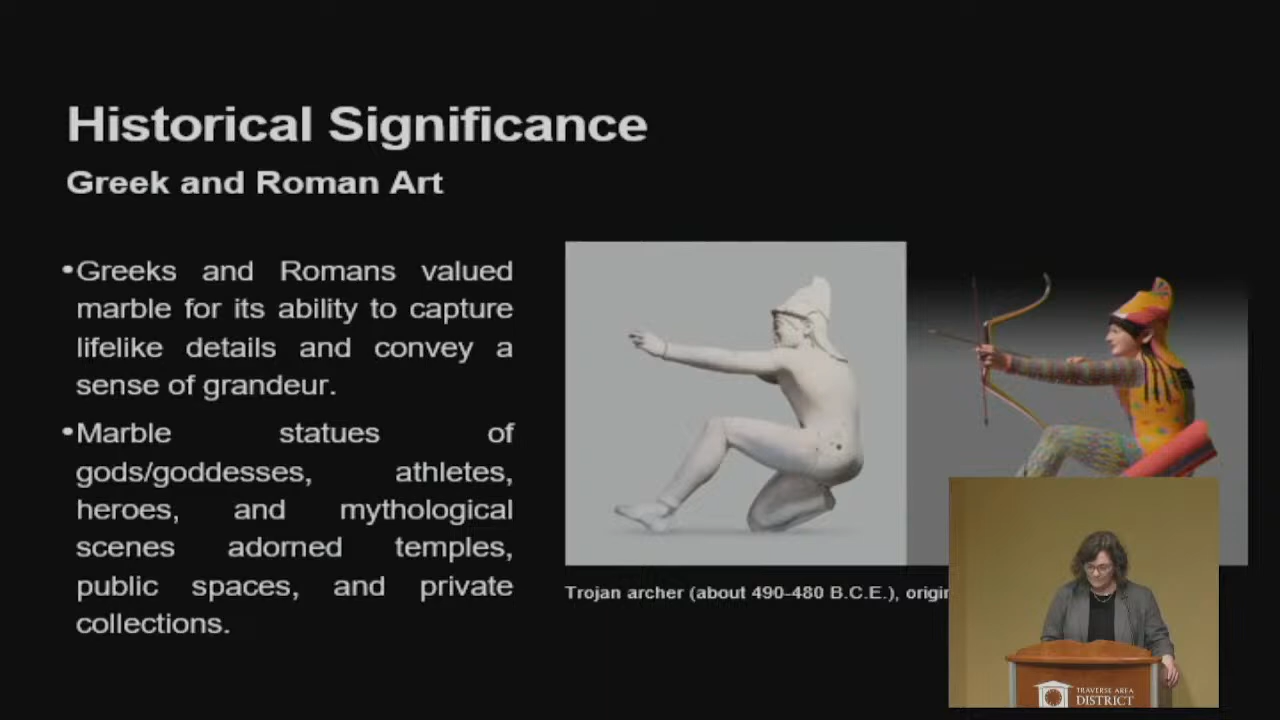 Historical Significance
Greek and Roman Art
•Greeks and Romans valued
marble for its ability to capture
lifelike details and convey a
sense of grandeur.
•Marble statues of
gods/goddesses, athletes,
heroes, and mythological
scenes adorned temples,
public spaces, and private
collections.
Trojan archer (about 490-480 B.C.E.),
TRAVERSE AREA
DISTRICT